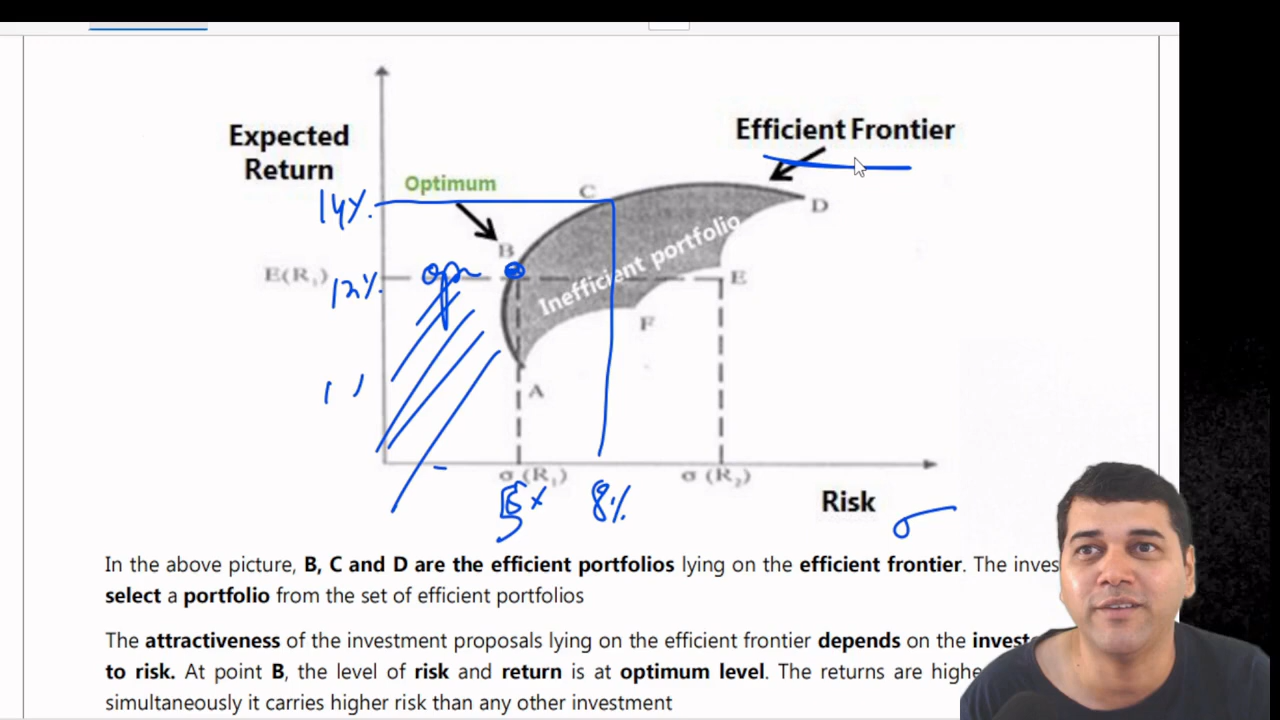 Efficient Frontier
Expected
Return
Optimum
C
14%.
D
B
E(R₁)
12%.
opn
E
Inefficient portfolio
F
A
σ (R₁)
σ (R₂)
5%
8%
Risk
σ
In the above picture, B, C and D are the efficient portfolios lying on the efficient frontier. The inves
select a portfolio from the set of efficient portfolios
The attractiveness of the investment proposals lying on the efficient frontier depends on the invest
to risk. At point B, the level of risk and return is at optimum level. The returns are highe
simultaneously it carries higher risk than any other investment